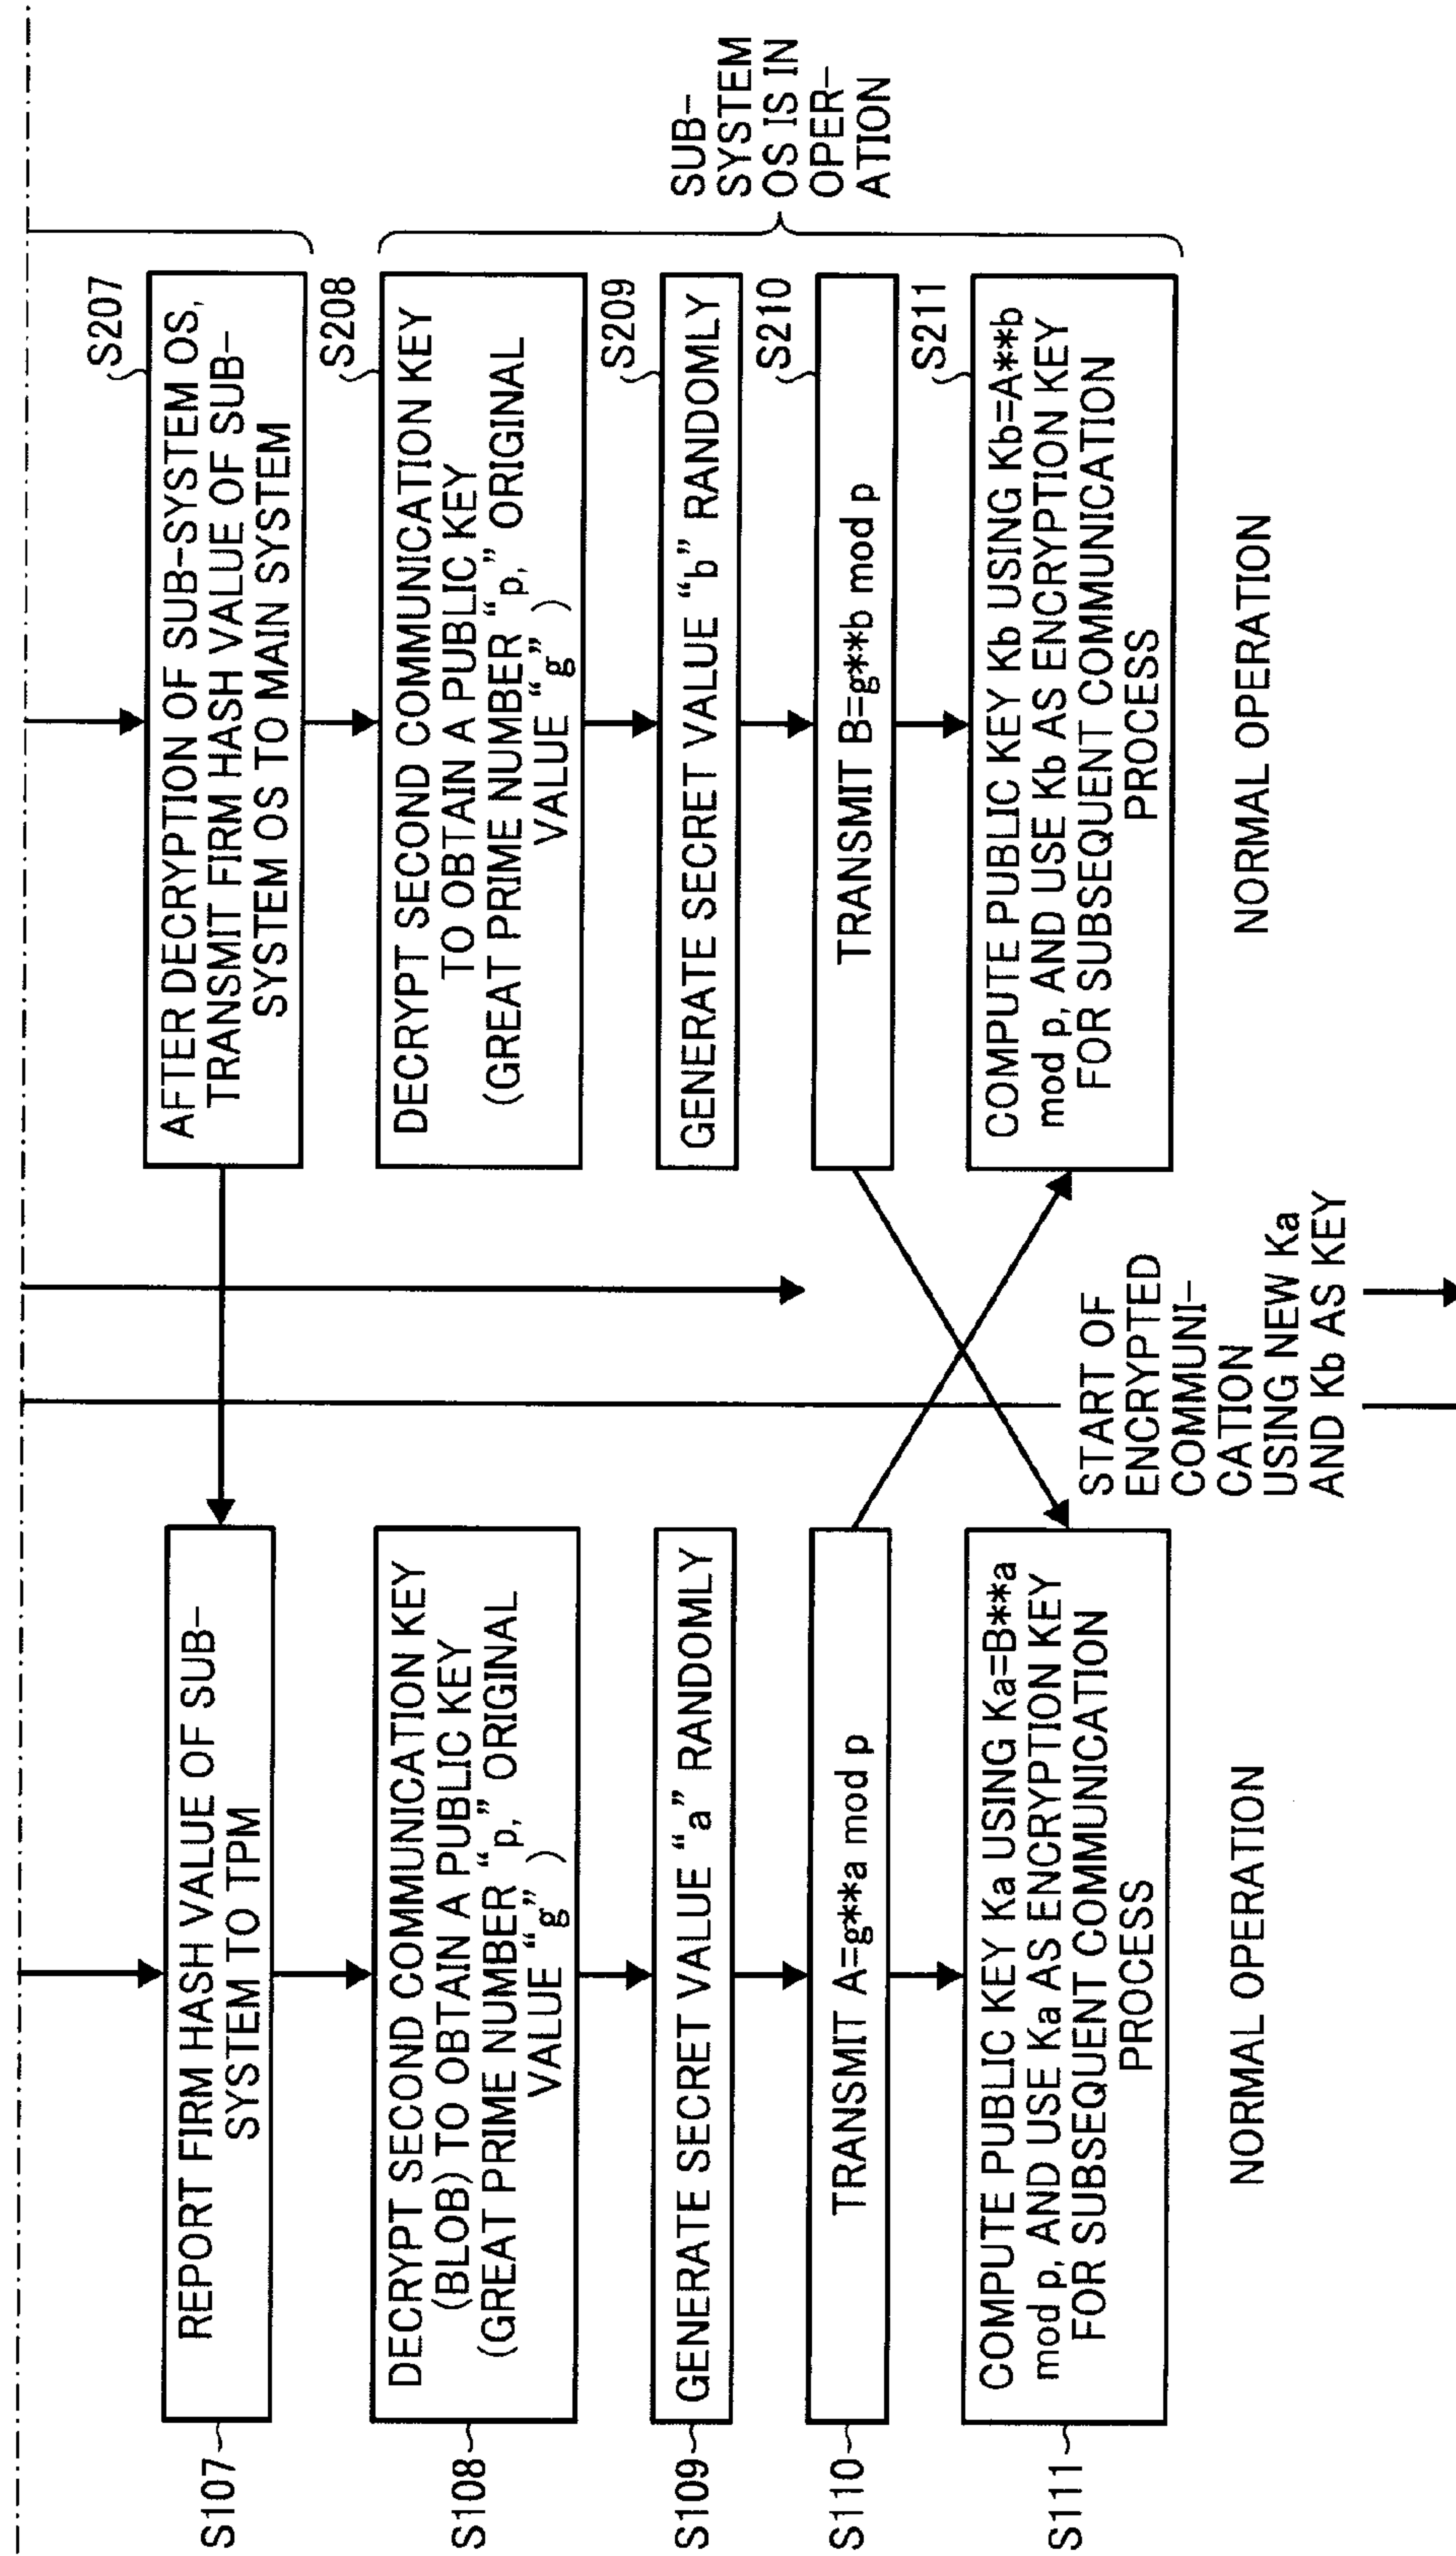 S107
REPORT FIRM HASH VALUE OF SUB-
SYSTEM TO TPM
S108
DECRYPT SECOND COMMUNICATION KEY
(BLOB) TO OBTAIN A PUBLIC KEY
(GREAT PRIME NUMBER “p,” ORIGINAL
VALUE “g”)
S109
GENERATE SECRET VALUE “a” RANDOMLY
S110
TRANSMIT A=g**a mod p
S111
COMPUTE PUBLIC KEY Ka USING Ka=B**a
mod p, AND USE Ka AS ENCRYPTION KEY
FOR SUBSEQUENT COMMUNICATION
PROCESS
NORMAL OPERATION
START OF
ENCRYPTED
COMMUNI-
CATION
USING NEW Ka
AND Kb AS KEY
S207
AFTER DECRYPTION OF SUB-SYSTEM OS,
TRANSMIT FIRM HASH VALUE OF SUB-
SYSTEM OS TO MAIN SYSTEM
S208
DECRYPT SECOND COMMUNICATION KEY
TO OBTAIN A PUBLIC KEY
(GREAT PRIME NUMBER “p,” ORIGINAL
VALUE “g”)
S209
GENERATE SECRET VALUE “b” RANDOMLY
S210
TRANSMIT B=g**b mod p
S211
COMPUTE PUBLIC KEY Kb USING Kb=A**b
mod p, AND USE Kb AS ENCRYPTION KEY
FOR SUBSEQUENT COMMUNICATION
PROCESS
NORMAL OPERATION
SUB-
SYSTEM
OS IS IN
OPER-
ATION